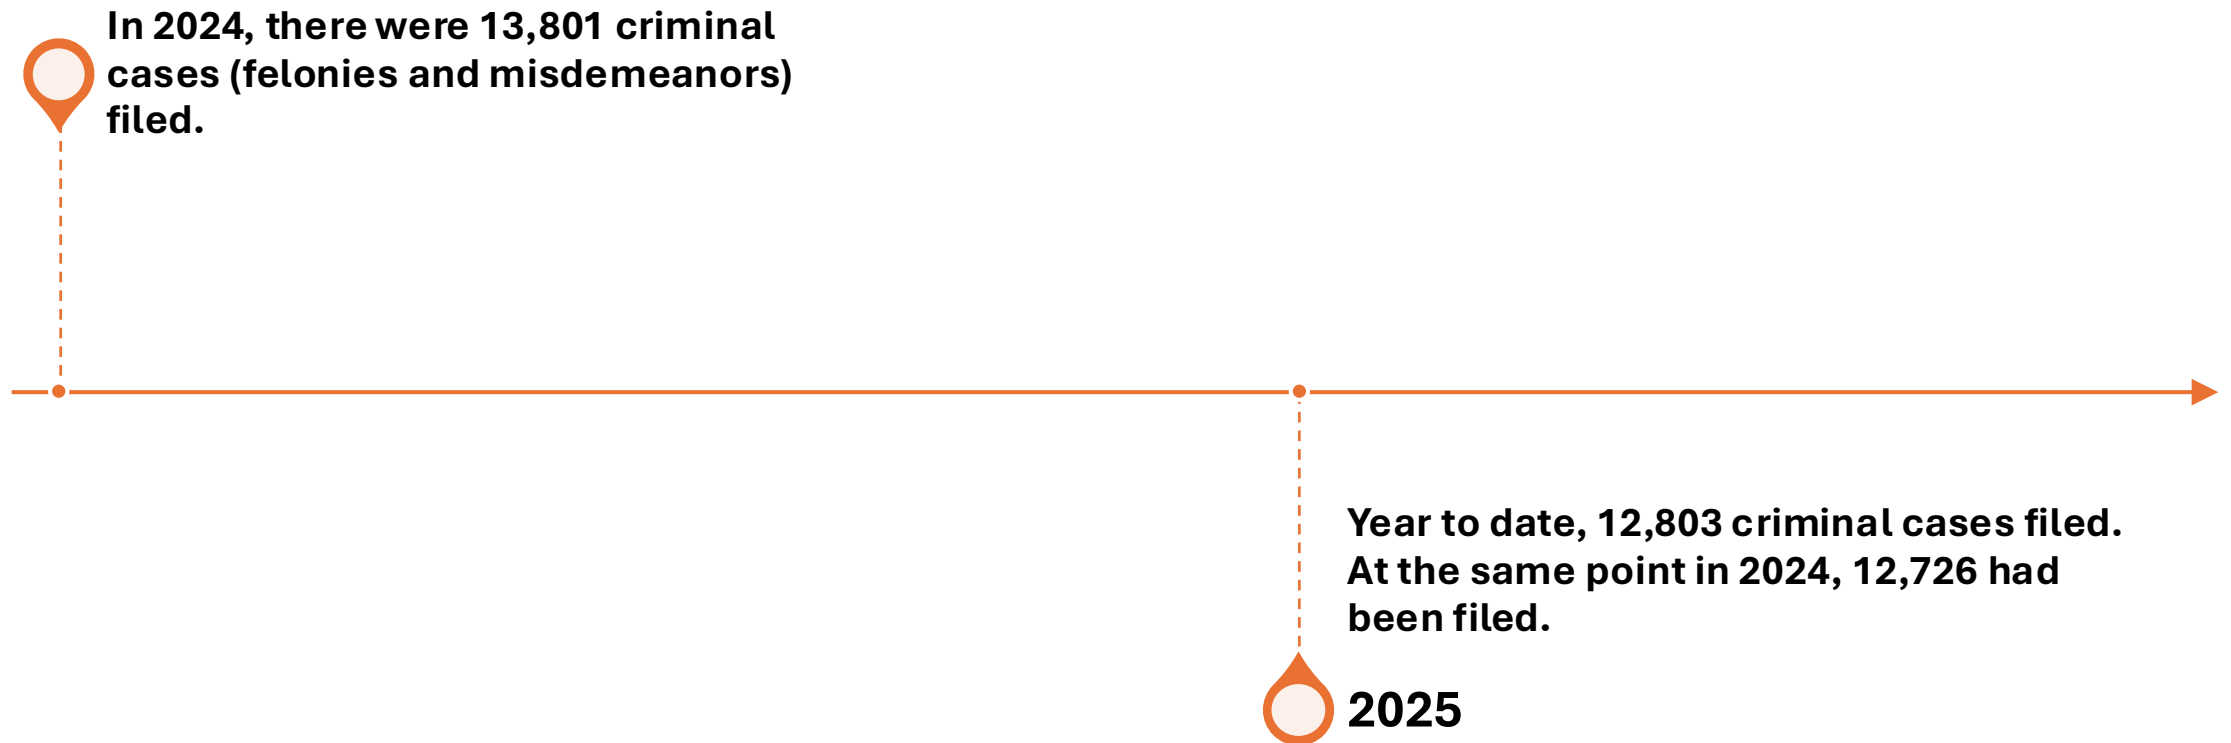 In 2024, there were 13,801 criminal
cases (felonies and misdemeanors)
filed.
Year to date, 12,803 criminal cases filed.
At the same point in 2024, 12,726 had
been filed.
2025